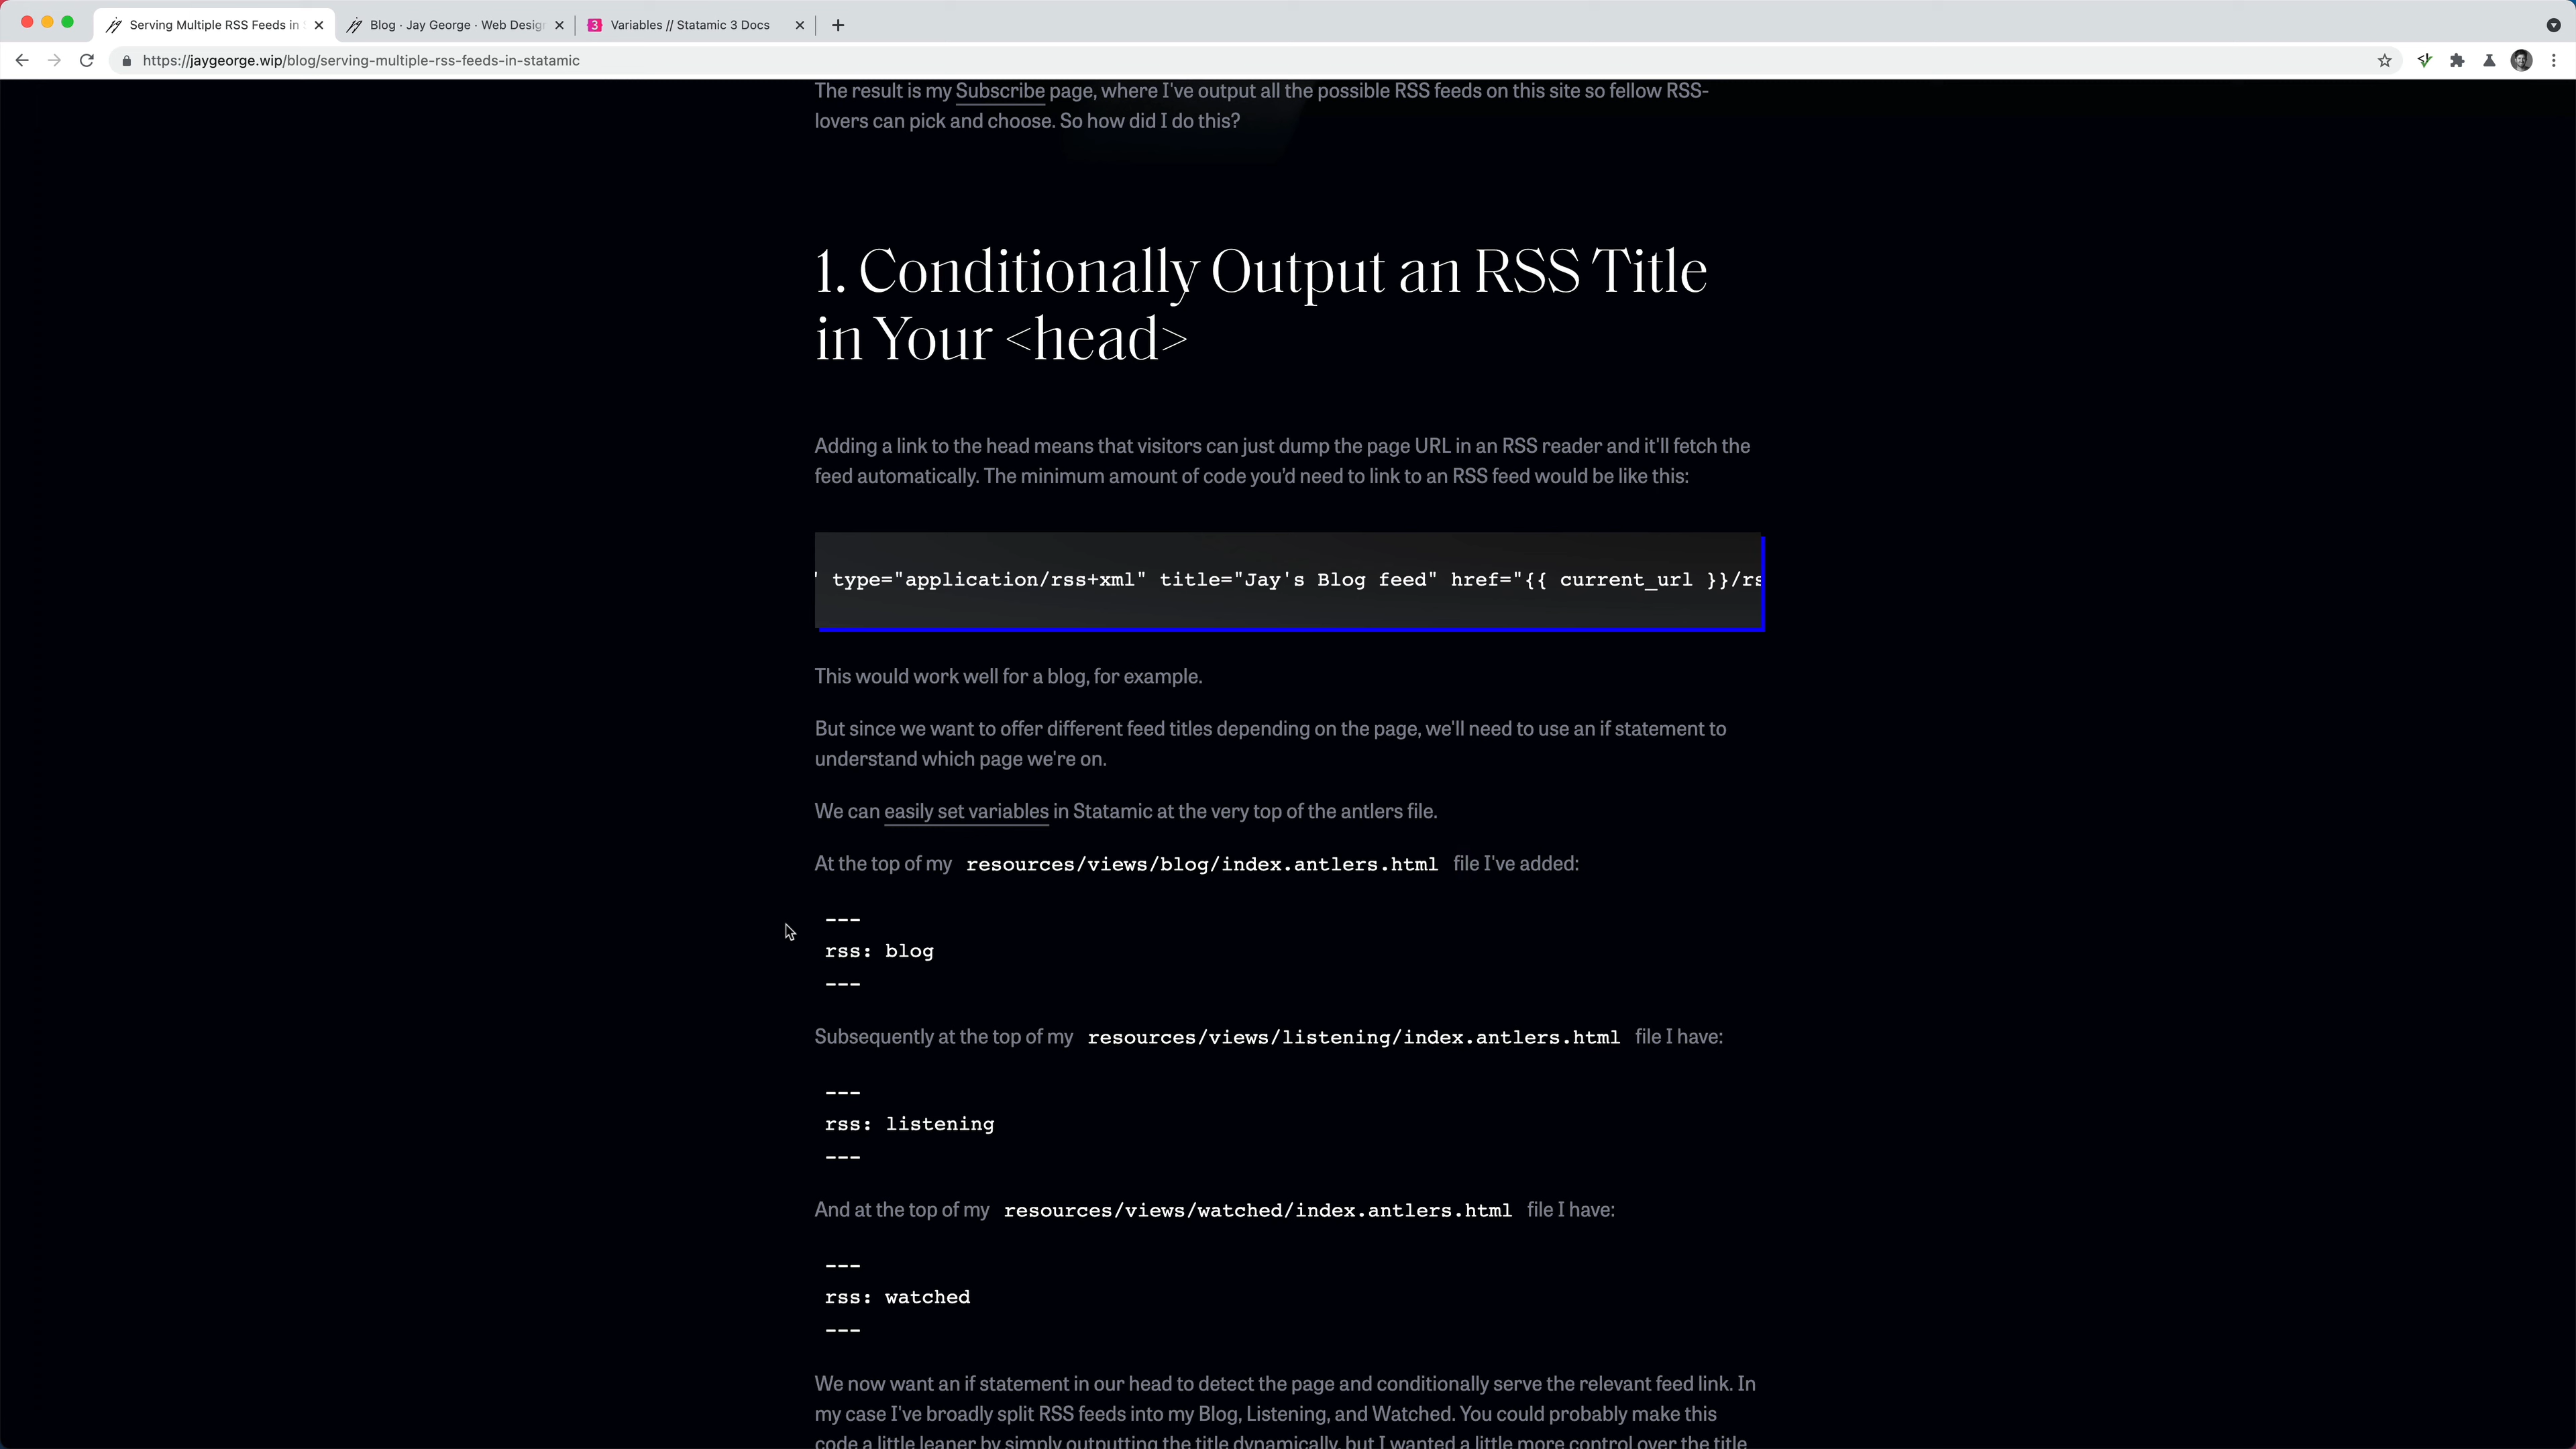 Serving Multiple RSS Feeds in
Blog · Jay George · Web Desig
3 Variables // Statamic 3 Docs
https://jaygeorge.wip/blog/serving-multiple-rss-feeds-in-statamic
The result is my Subscribe page, where I've output all the possible RSS feeds on this site so fellow RSS-
lovers can pick and choose. So how did I do this?
1. Conditionally Output an RSS Title
in Your <head>
Adding a link to the head means that visitors can just dump the page URL in an RSS reader and it'll fetch the
feed automatically. The minimum amount of code you’d need to link to an RSS feed would be like this:
" type="application/rss+xml" title="Jay's Blog feed" href="{{ current_url }}/rs
This would work well for a blog, for example.
But since we want to offer different feed titles depending on the page, we'll need to use an if statement to
understand which page we're on.
We can easily set variables in Statamic at the very top of the antlers file.
At the top of my resources/views/blog/index.antlers.html file I've added:
---
rss: blog
---
Subsequently at the top of my resources/views/listening/index.antlers.html file I have:
---
rss: listening
---
And at the top of my resources/views/watched/index.antlers.html file I have:
---
rss: watched
---
We now want an if statement in our head to detect the page and conditionally serve the relevant feed link. In
my case I've broadly split RSS feeds into my Blog, Listening, and Watched. You could probably make this
code a little leaner by simply outputting the title dynamically, but I wanted a little more control over the title